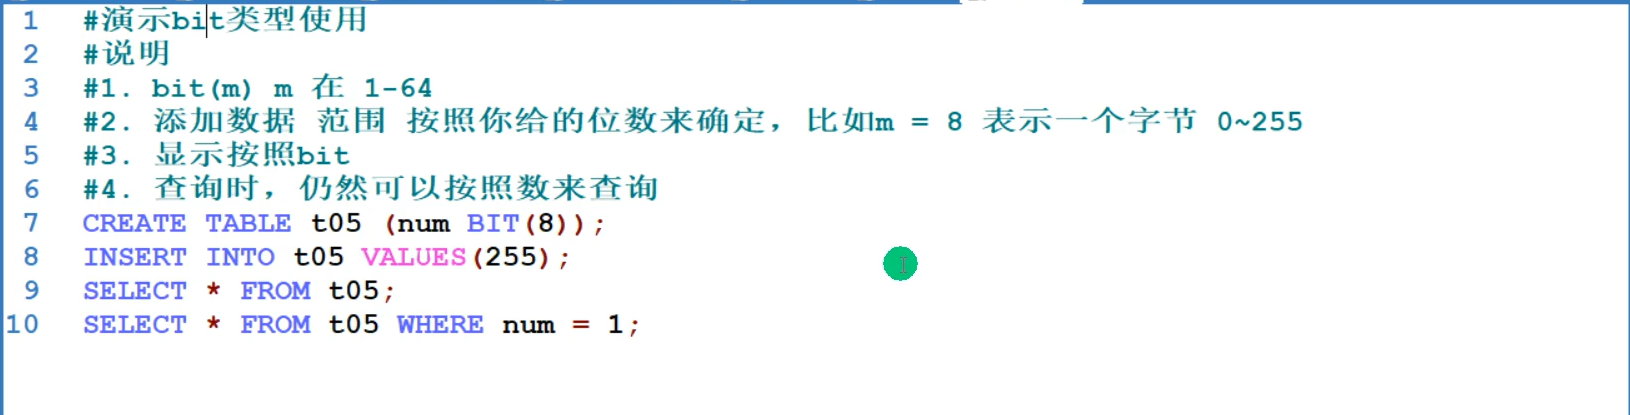 1 #演示bit类型使用
2 #说明
3 #1. bit(m) m 在 1-64
4 #2. 添加数据 范围 按照你给的位数来确定，比如m = 8 表示一个字节 0~255
5 #3. 显示按照bit
6 #4. 查询时，仍然可以按照数来查询
7 CREATE TABLE t05 (num BIT(8));
8 INSERT INTO t05 VALUES(255);
9 SELECT * FROM t05;
10 SELECT * FROM t05 WHERE num = 1;